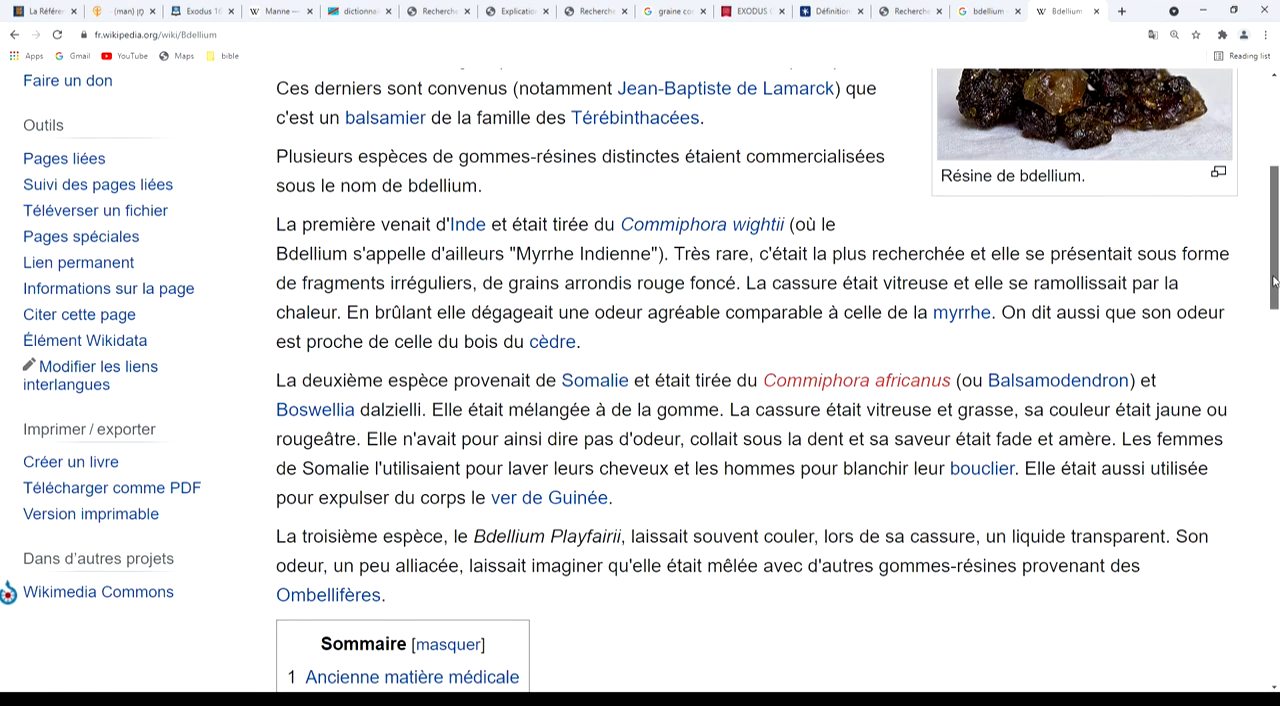 La Référe
(man) מן
Exodus 16
Manne —
dictionna
Recherche
Explicatio
Recherch
graine co
EXODUS
Définition
Recherche
bdellium
Bdellium
fr.wikipedia.org/wiki/Bdellium
Apps Gmail YouTube Maps bible Reading list
Faire un don
Outils
Pages liées
Suivi des pages liées
Téléverser un fichier
Pages spéciales
Lien permanent
Informations sur la page
Citer cette page
Élément Wikidata
Modifier les liens
interlangues
Imprimer / exporter
Créer un livre
Télécharger comme PDF
Version imprimable
Dans d'autres projets
Wikimedia Commons
Ces derniers sont convenus (notamment Jean-Baptiste de Lamarck) que
c'est un balsamier de la famille des Térébinthacées.
Plusieurs espèces de gommes-résines distinctes étaient commercialisées
sous le nom de bdellium.
La première venait d'Inde et était tirée du Commiphora wightii (où le
Bdellium s'appelle d'ailleurs "Myrrhe Indienne"). Très rare, c'était la plus recherchée et elle se présentait sous forme
de fragments irréguliers, de grains arrondis rouge foncé. La cassure était vitreuse et elle se ramollissait par la
chaleur. En brûlant elle dégageait une odeur agréable comparable à celle de la myrrhe. On dit aussi que son odeur
est proche de celle du bois du cèdre.
La deuxième espèce provenait de Somalie et était tirée du Commiphora africanus (ou Balsamodendron) et
Boswellia dalzielli. Elle était mélangée à de la gomme. La cassure était vitreuse et grasse, sa couleur était jaune ou
rougeâtre. Elle n'avait pour ainsi dire pas d'odeur, collait sous la dent et sa saveur était fade et amère. Les femmes
de Somalie l'utilisaient pour laver leurs cheveux et les hommes pour blanchir leur bouclier. Elle était aussi utilisée
pour expulser du corps le ver de Guinée.
La troisième espèce, le Bdellium Playfairii, laissait souvent couler, lors de sa cassure, un liquide transparent. Son
odeur, un peu alliacée, laissait imaginer qu'elle était mêlée avec d'autres gommes-résines provenant des
Ombellifères.
Sommaire [masquer]
1 Ancienne matière médicale
Résine de bdellium.